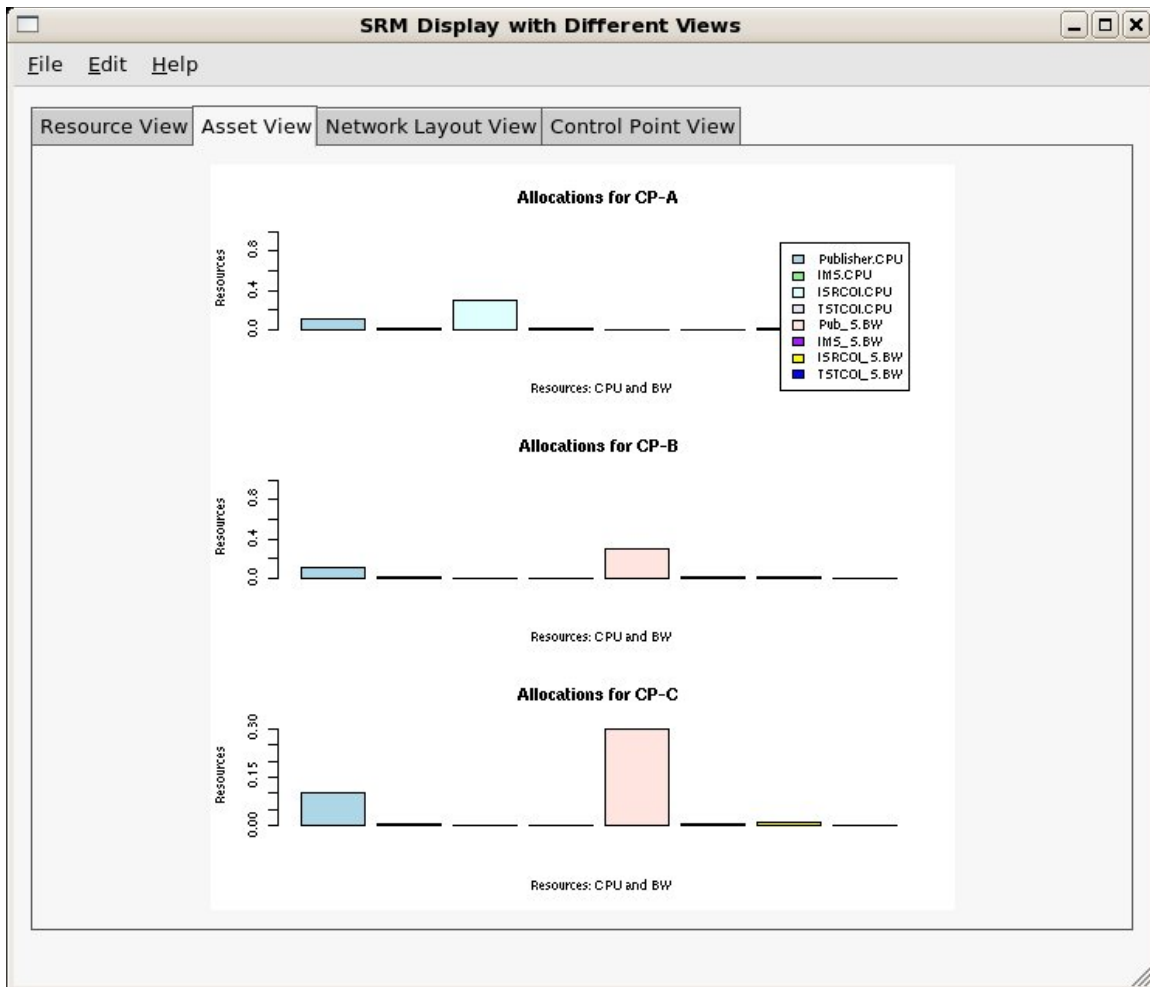 SRM Display with Different Views
File Edit Help
Resource View Asset View Network Layout View Control Point View
Allocations for CP-A
Resources
0.0 0.4 0.8
Publisher.CPU
IMS.CPU
ISRCOI.CPU
TSTCOI.CPU
Pub_S.BW
IMS_S.BW
ISRCOI_S.BW
TSTCOI_S.BW
Resources: CPU and BW
Allocations for CP-B
Resources
0.0 0.4 0.8
Resources: CPU and BW
Allocations for CP-C
Resources
0.00 0.15 0.30
Resources: CPU and BW